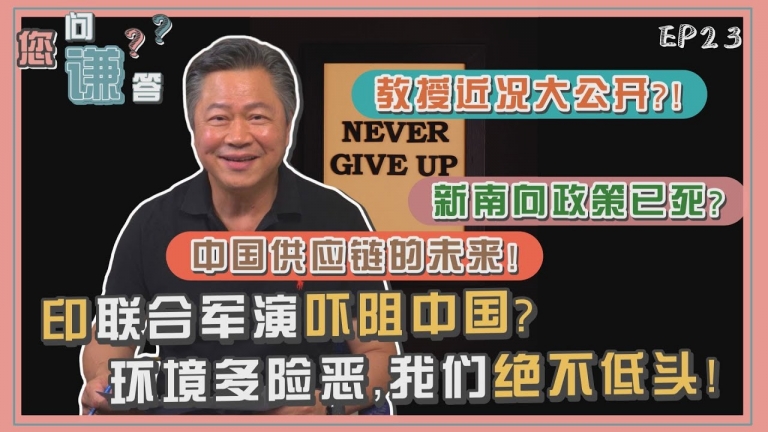 您问谦答??
EP23
教授近况大公开?!
NEVER
GIVE UP
新南向政策已死?
中国供应链的未来!
印联合军演吓阻中国?
环境多险恶,我们绝不低头!